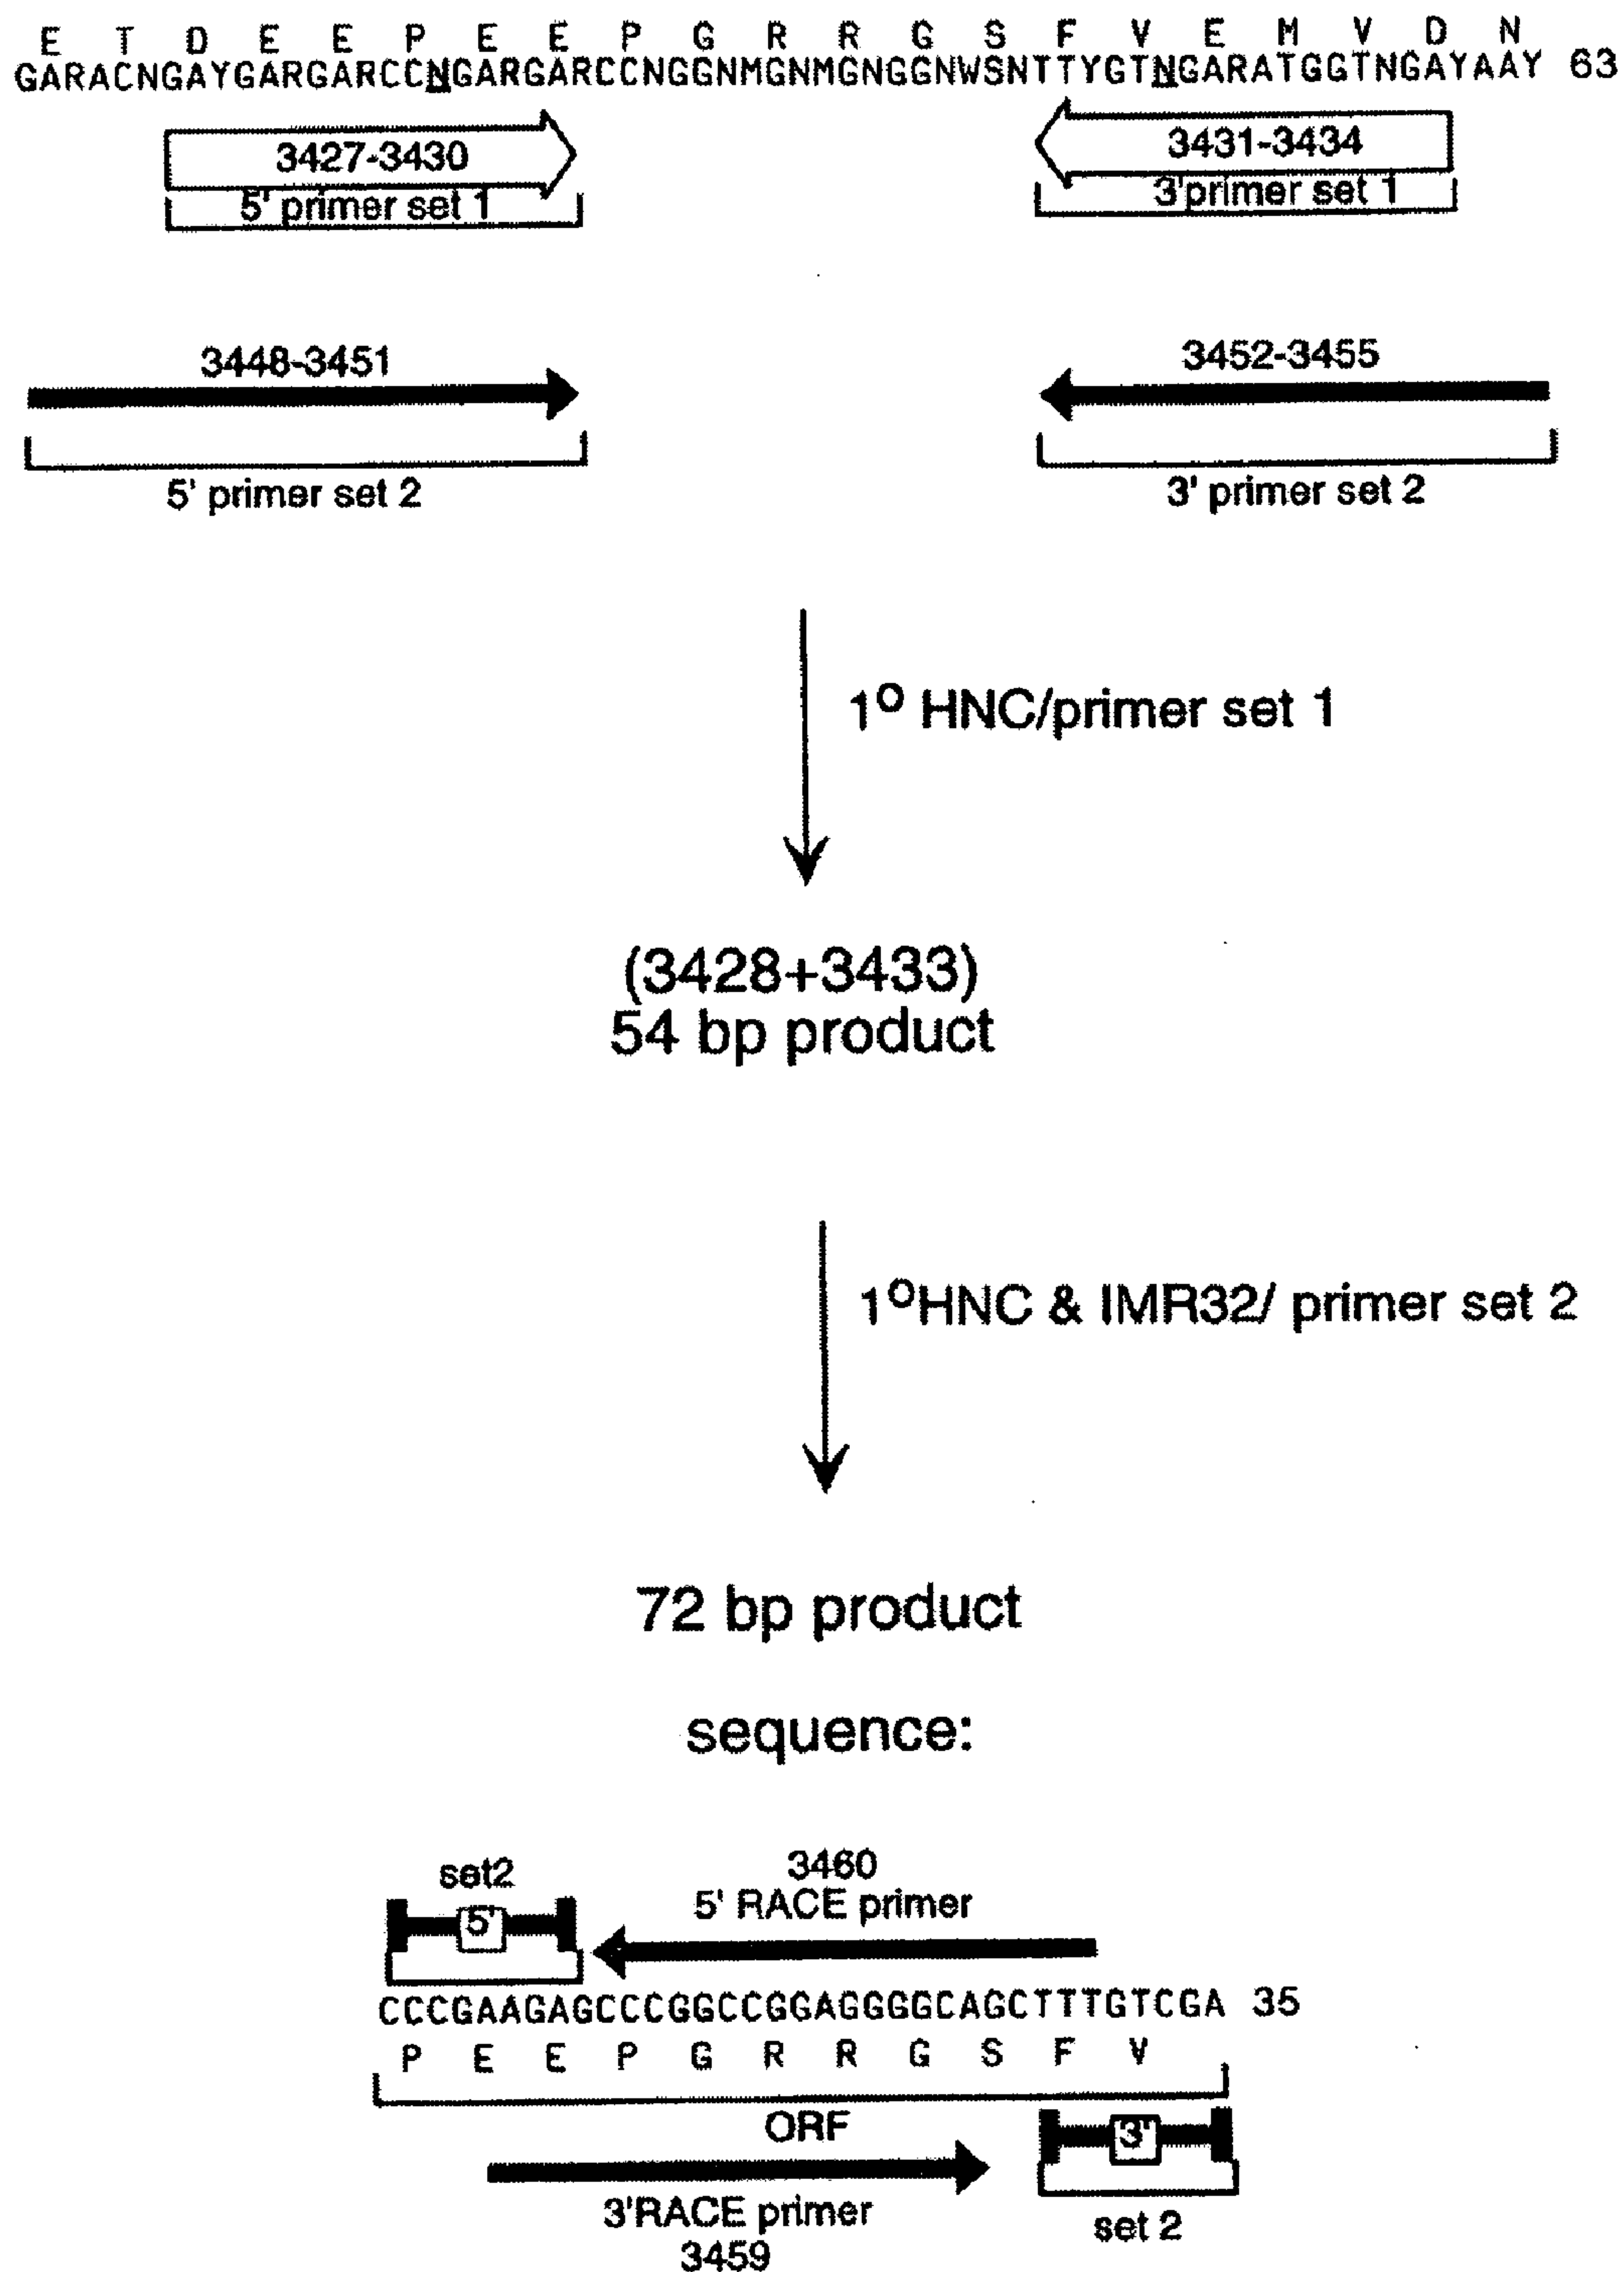 E T D E E P E E P G R R G S F V E M V D N
GARACNGAYGARGARCCNGARGARCCNGGNMGNMGNGGNWSNTTYGTNGARATGGTNGAYAAY 63
3427-3430
5' primer set 1
3431-3434
3'primer set 1
3448-3451
5' primer set 2
3452-3455
3' primer set 2
1º HNC/primer set 1
(3428+3433)
54 bp product
1ºHNC & IMR32/ primer set 2
72 bp product
sequence:
set2
5'
3460
5' RACE primer
CCCGAAGAGCCCGGCCGGAGGGGCAGCTTTGTCGA 35
P E E P G R R G S F V
ORF
3'RACE primer
3459
3'
set 2